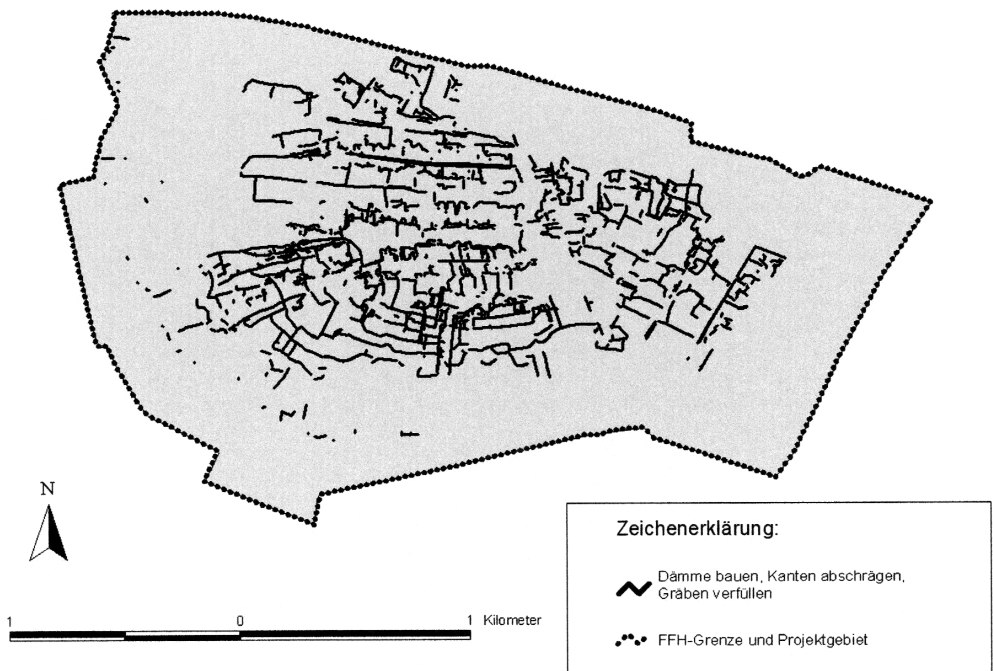 N
1 0 1 Kilometer
Zeichenerklärung:
Dämme bauen, Kanten abschrägen,
Gräben verfüllen
FFH-Grenze und Projektgebiet